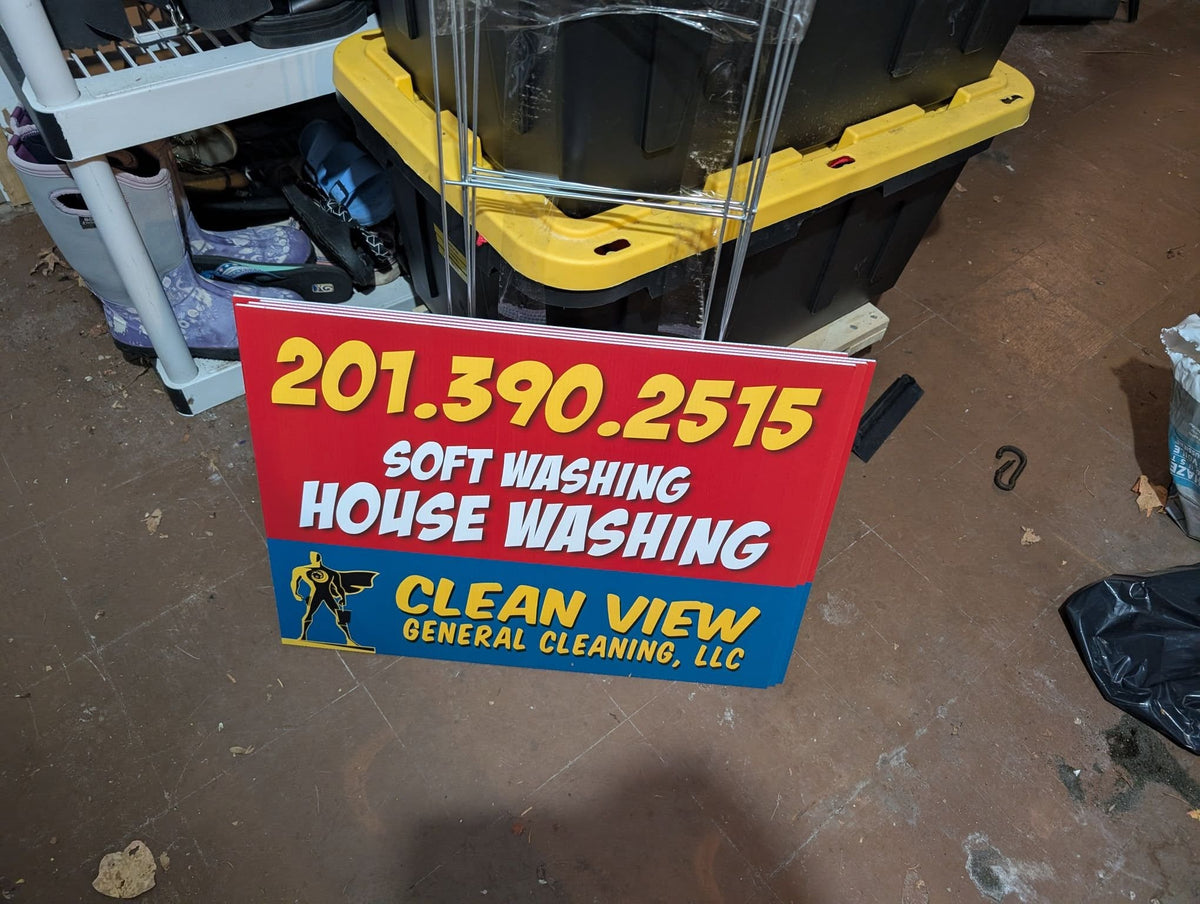 201.390.2515
SOFT WASHING
HOUSE WASHING
CLEAN VIEW
GENERAL CLEANING, LLC